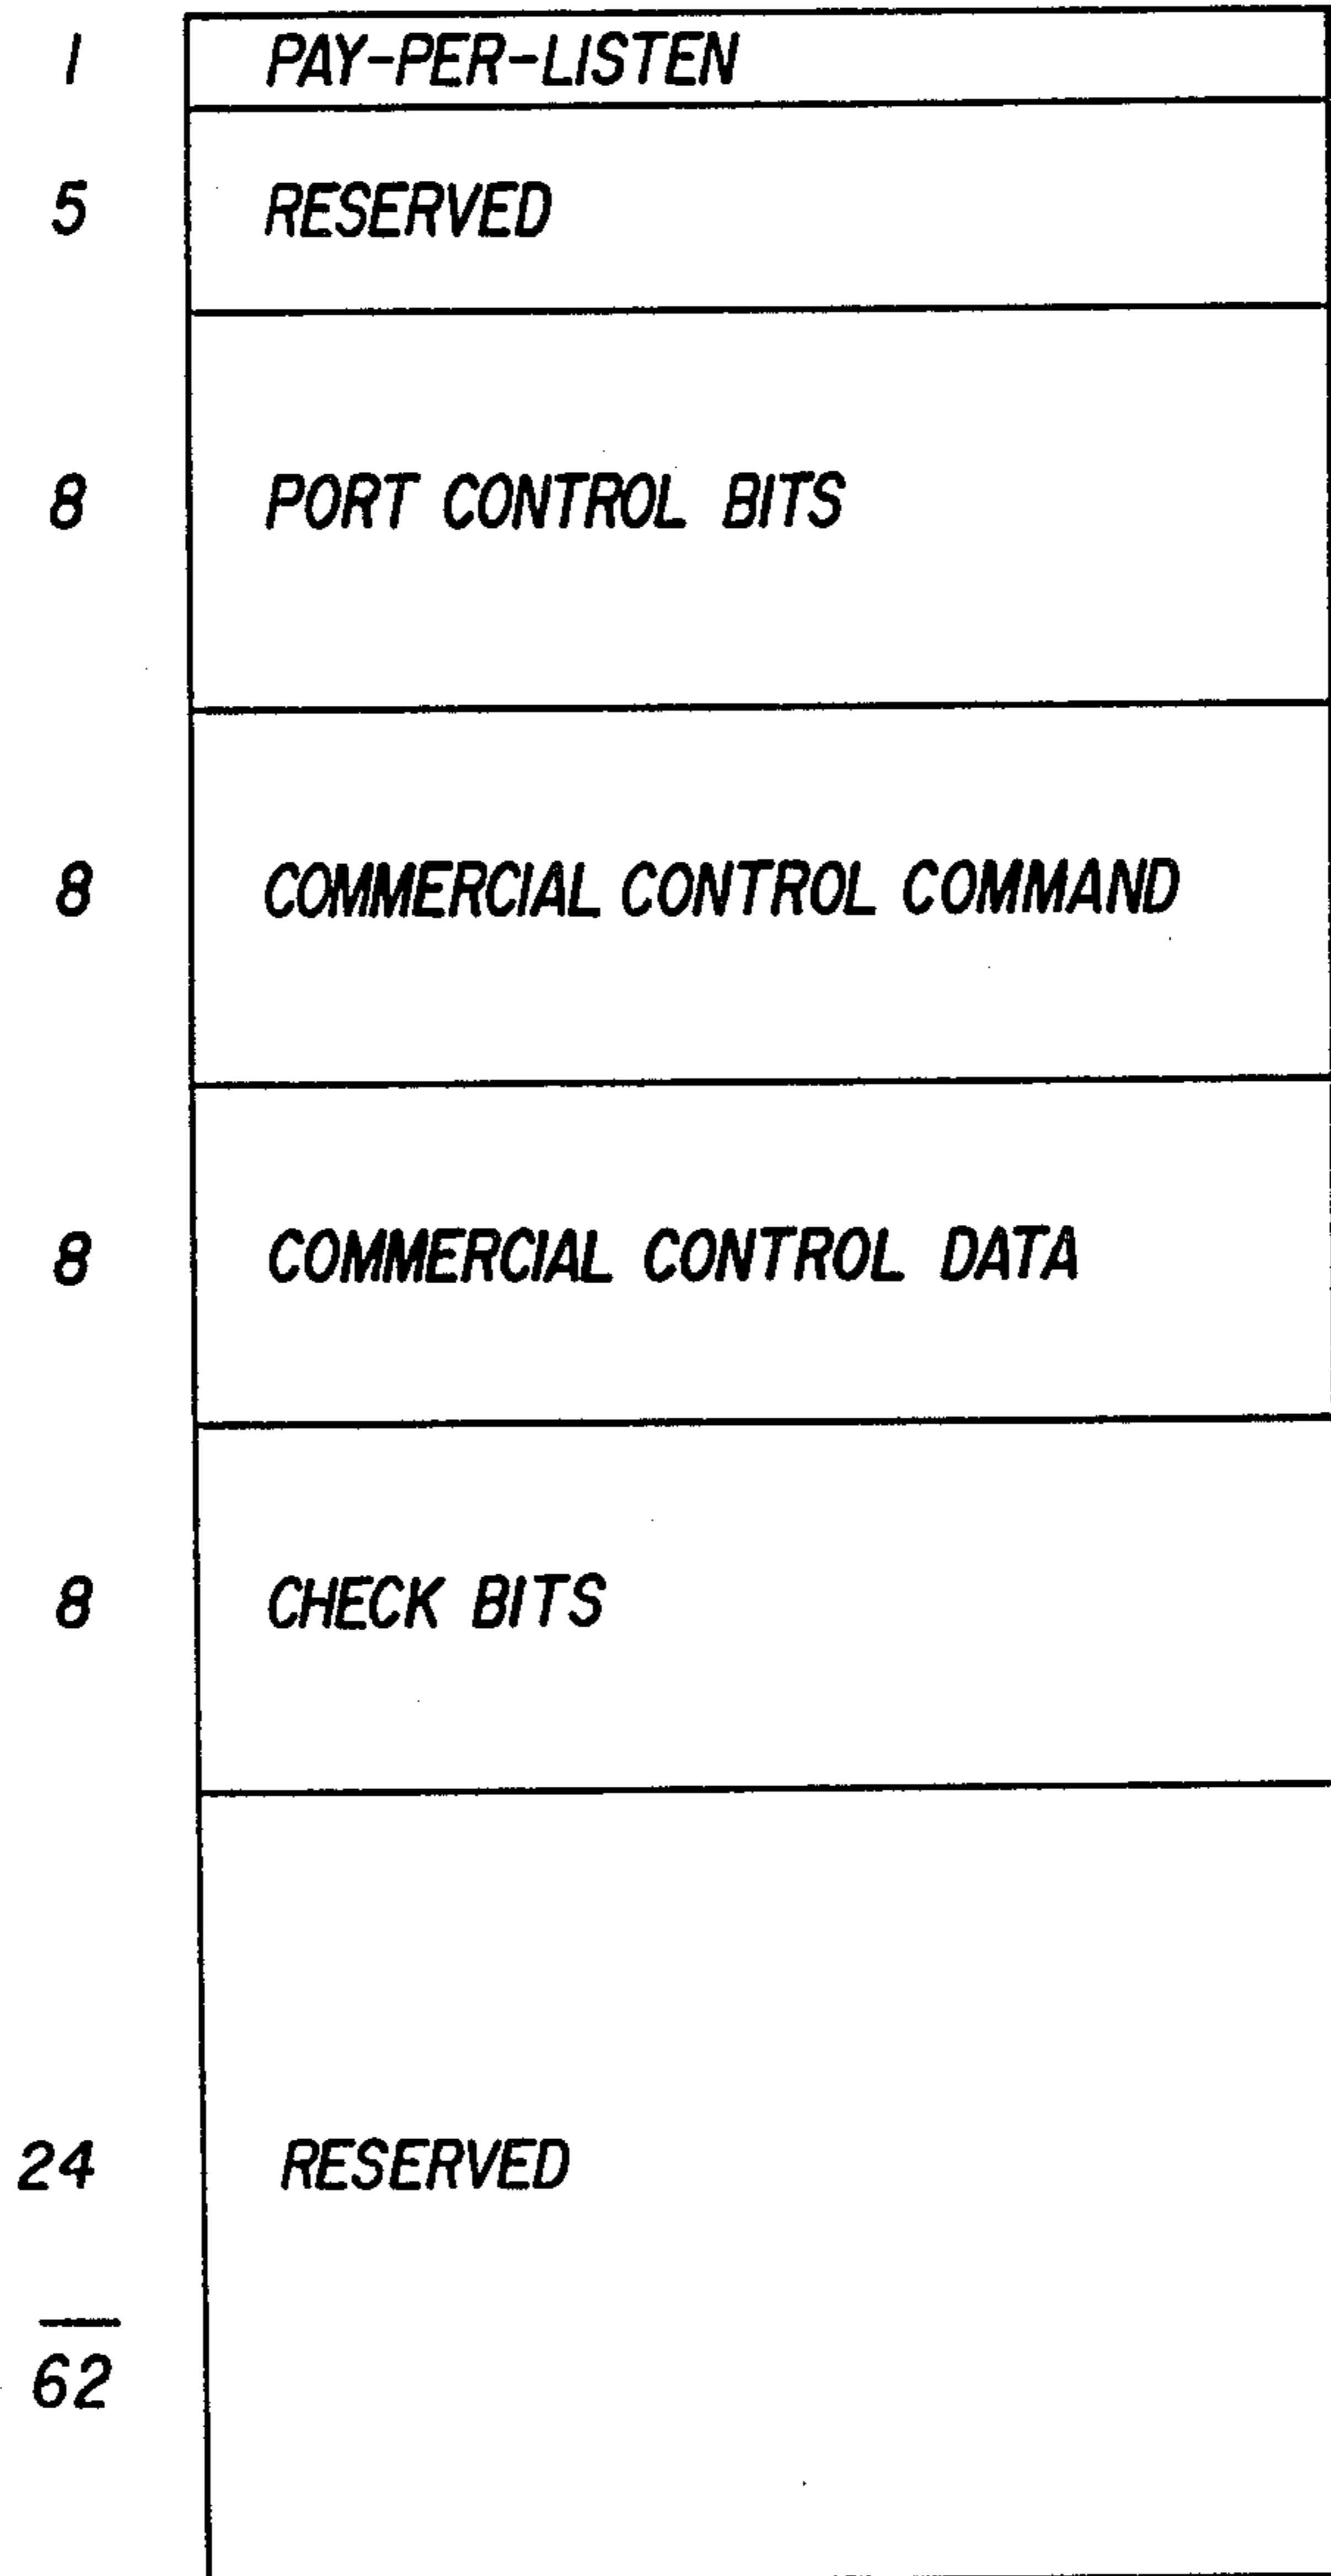 1 PAY-PER-LISTEN
5 RESERVED
8 PORT CONTROL BITS
8 COMMERCIAL CONTROL COMMAND
8 COMMERCIAL CONTROL DATA
8 CHECK BITS
24 RESERVED
62